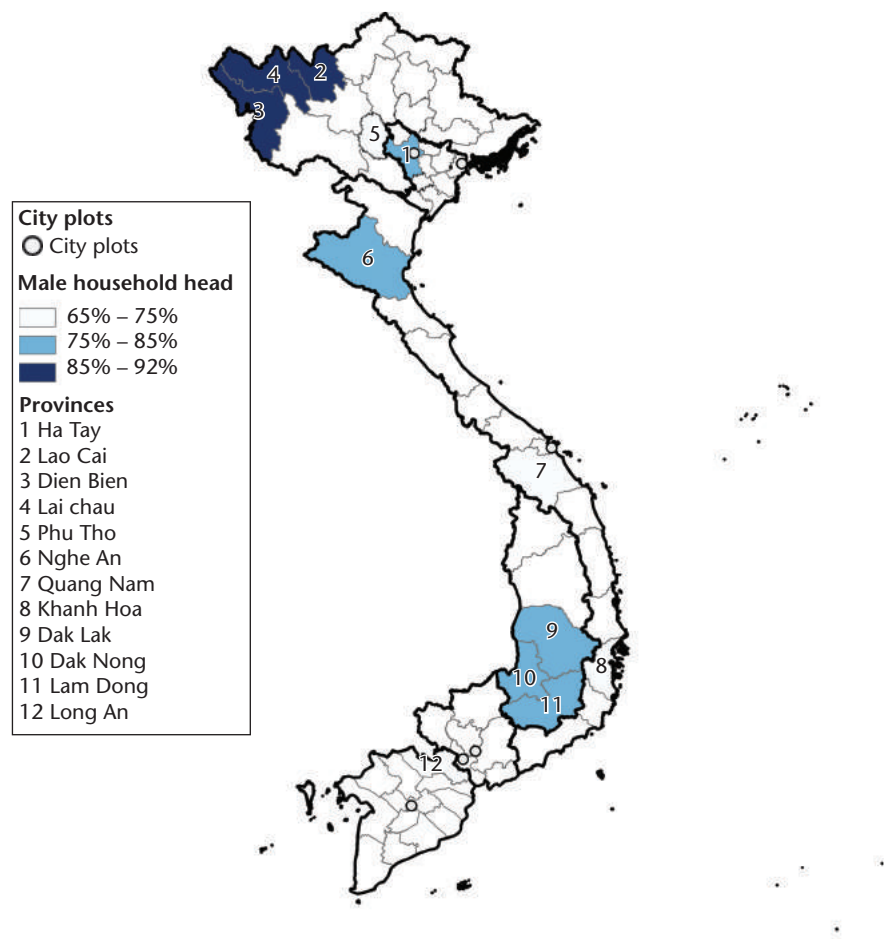 4
2
3
5
1
City plots
City plots
6
Male household head
65% – 75%
75% – 85%
85% – 92%
Provinces
1 Ha Tay
2 Lao Cai
3 Dien Bien
4 Lai chau
5 Phu Tho
6 Nghe An
7 Quang Nam
8 Khanh Hoa
9 Dak Lak
10 Dak Nong
11 Lam Dong
12 Long An
7
9
8
10
11
12